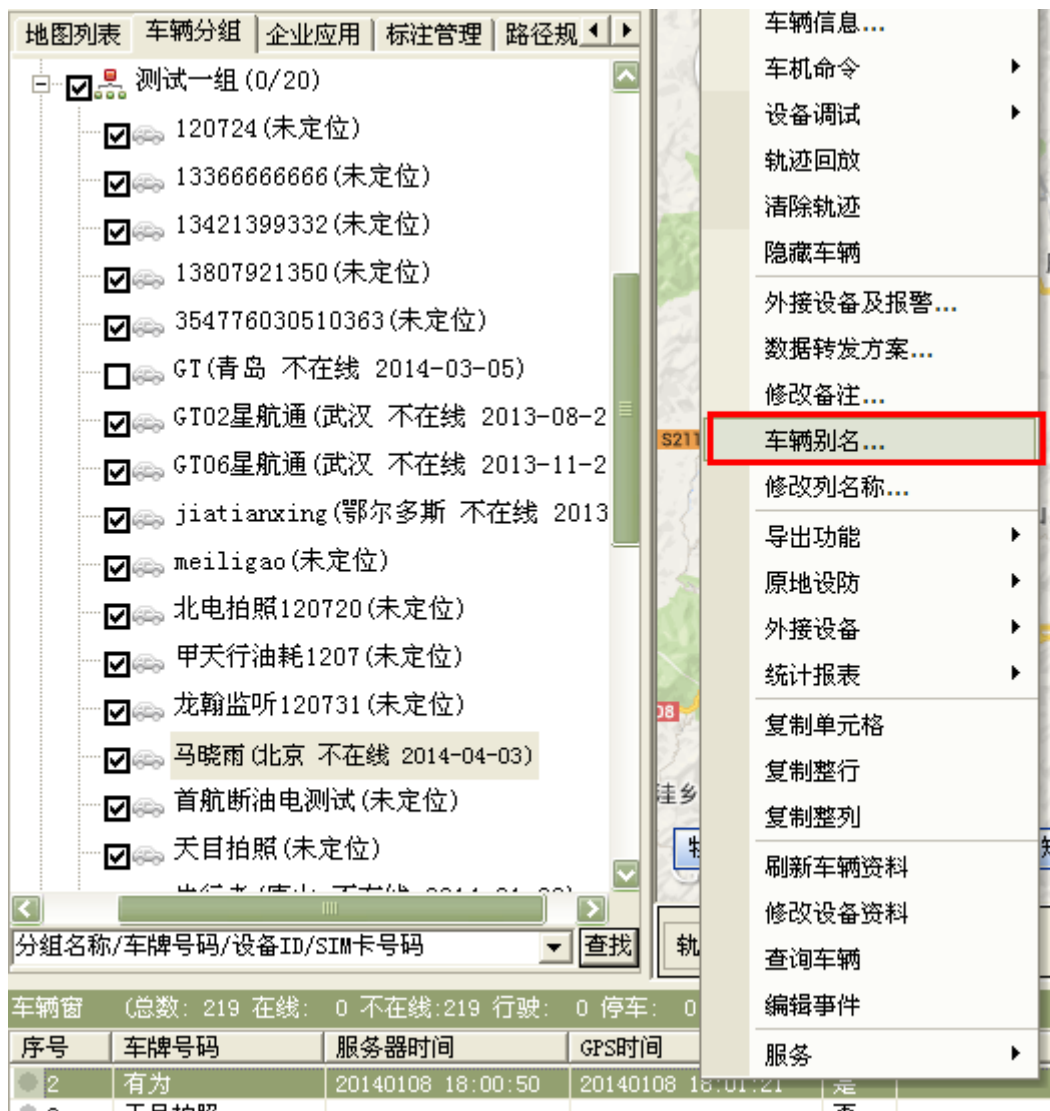 地图列表 车辆分组 企业应用 标注管理 路径规
测试一组(0/20)
120724(未定位)
13366666666(未定位)
13421399332(未定位)
13807921350(未定位)
354776030510363(未定位)
GT(青岛 不在线 2014-03-05)
GT02星航通(武汉 不在线 2013-08-2
GT06星航通(武汉 不在线 2013-11-2
jiatianxing(鄂尔多斯 不在线 2013
meiligao(未定位)
北电拍照120720(未定位)
甲天行油耗1207(未定位)
龙翰监听120731(未定位)
马晓雨(北京 不在线 2014-04-03)
首航断油电测试(未定位)
天目拍照(未定位)
分组名称/车牌号码/设备ID/SIM卡号码 查找
S211
08
洼乡
轨
车辆信息...
车机命令
设备调试
轨迹回放
清除轨迹
隐藏车辆
外接设备及报警...
数据转发方案...
修改备注...
车辆别名...
修改列名称...
导出功能
原地设防
外接设备
统计报表
复制单元格
复制整行
复制整列
刷新车辆资料
修改设备资料
查询车辆
编辑事件
服务
车辆窗 (总数: 219 在线: 0 不在线:219 行驶: 0 停车: 0
序号 车牌号码 服务器时间 GPS时间
2 有为 20140108 18:00:50 20140108 18:01:21 是